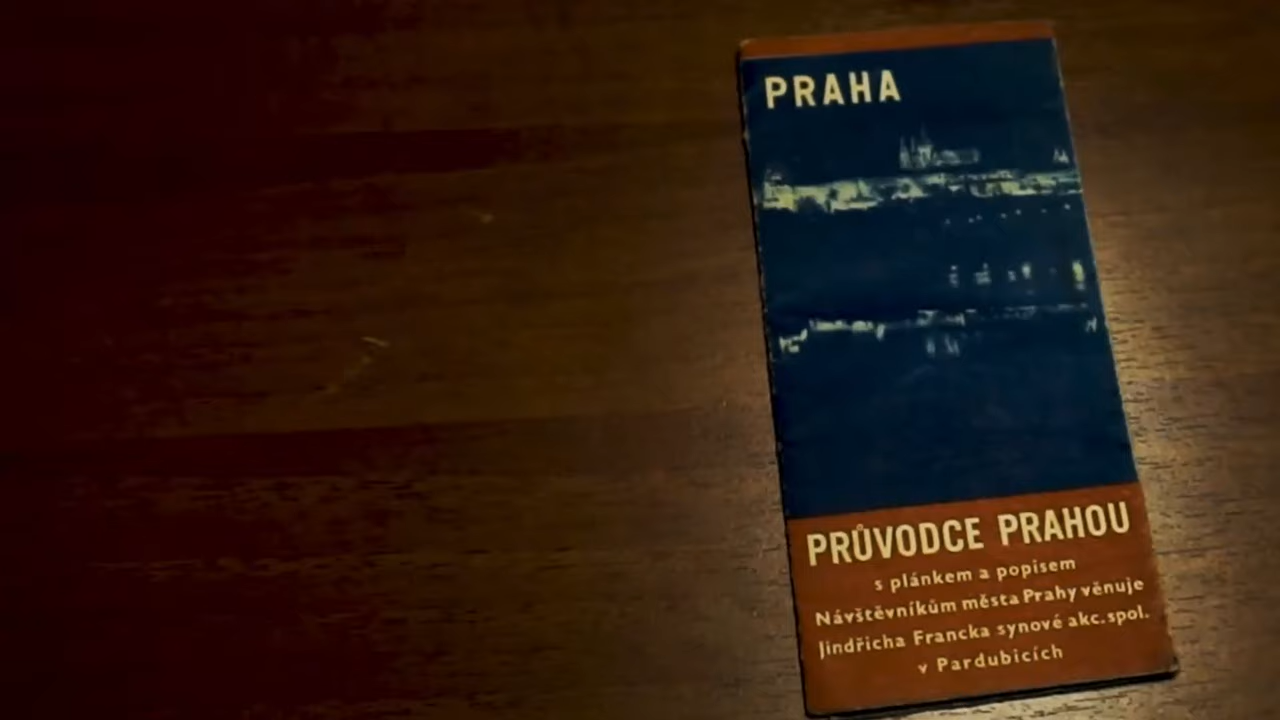 PRAHA
PRŮVODCE PRAHOU
s plánkem a popisem
Návštěvníkům města Prahy věnuje
Jindřicha Francka synové akc. spol.
v Pardubicích